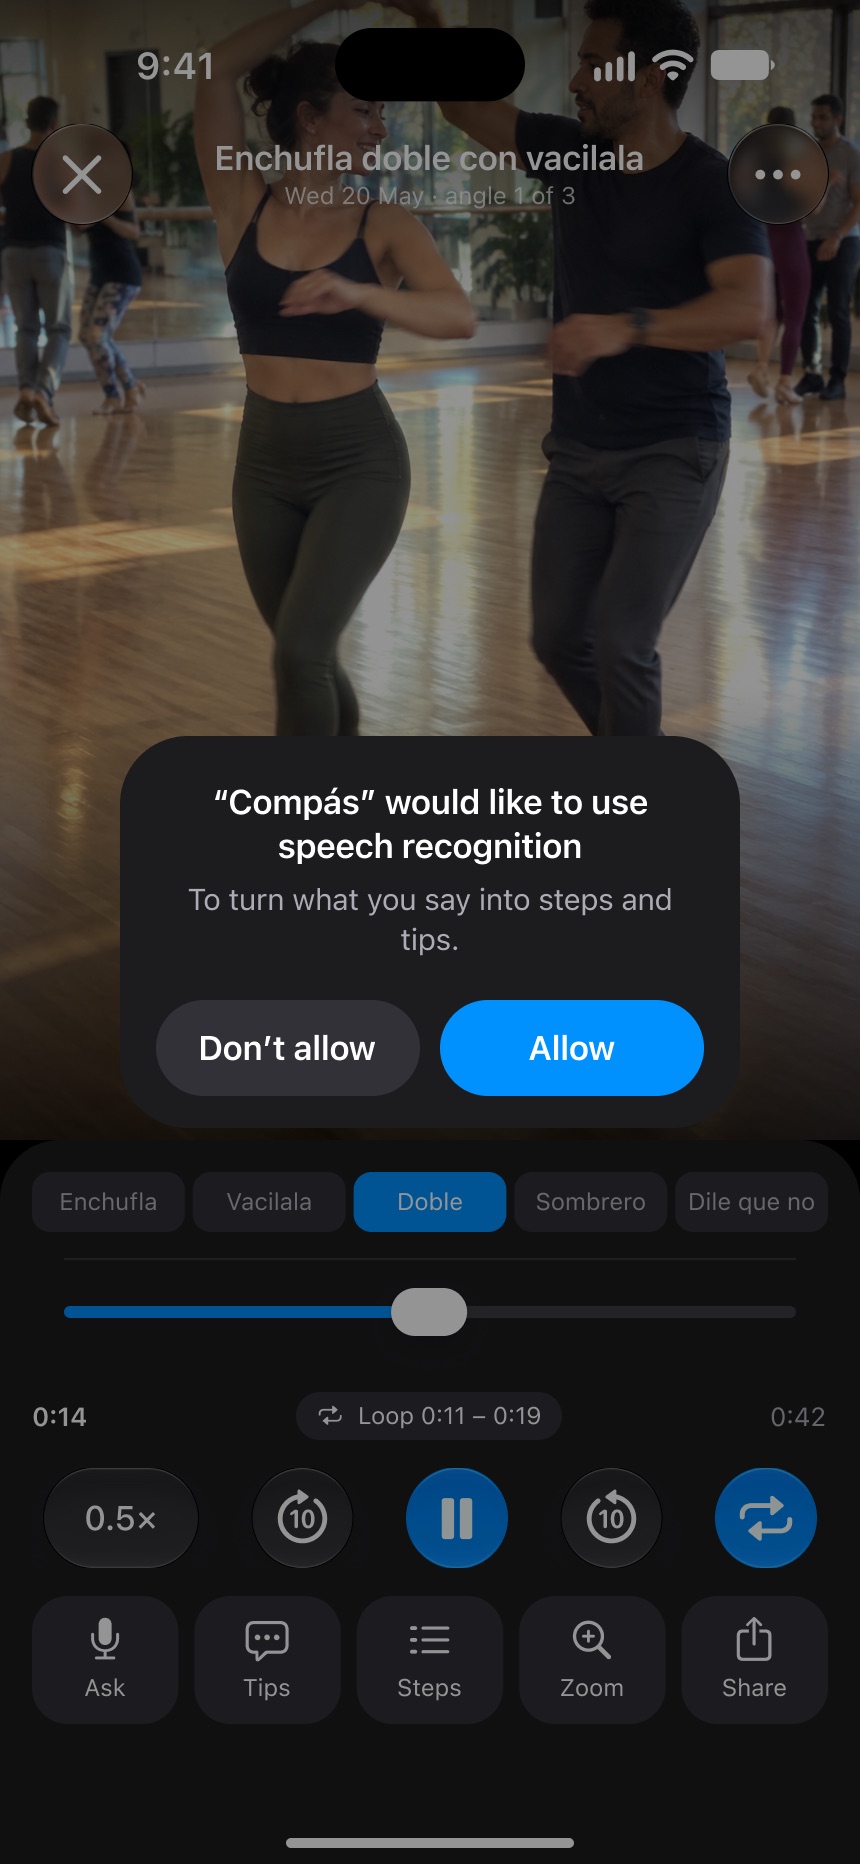 9:41
Enchufla doble con vacilala
Wed 20 May · angle 1 of 3
“Compás” would like to use
speech recognition
To turn what you say into steps and
tips.
Don’t allow
Allow
Enchufla
Vacilala
Doble
Sombrero
Dile que no
0:14
Loop 0:11 – 0:19
0:42
0.5×
10
10
Ask
Tips
Steps
Zoom
Share